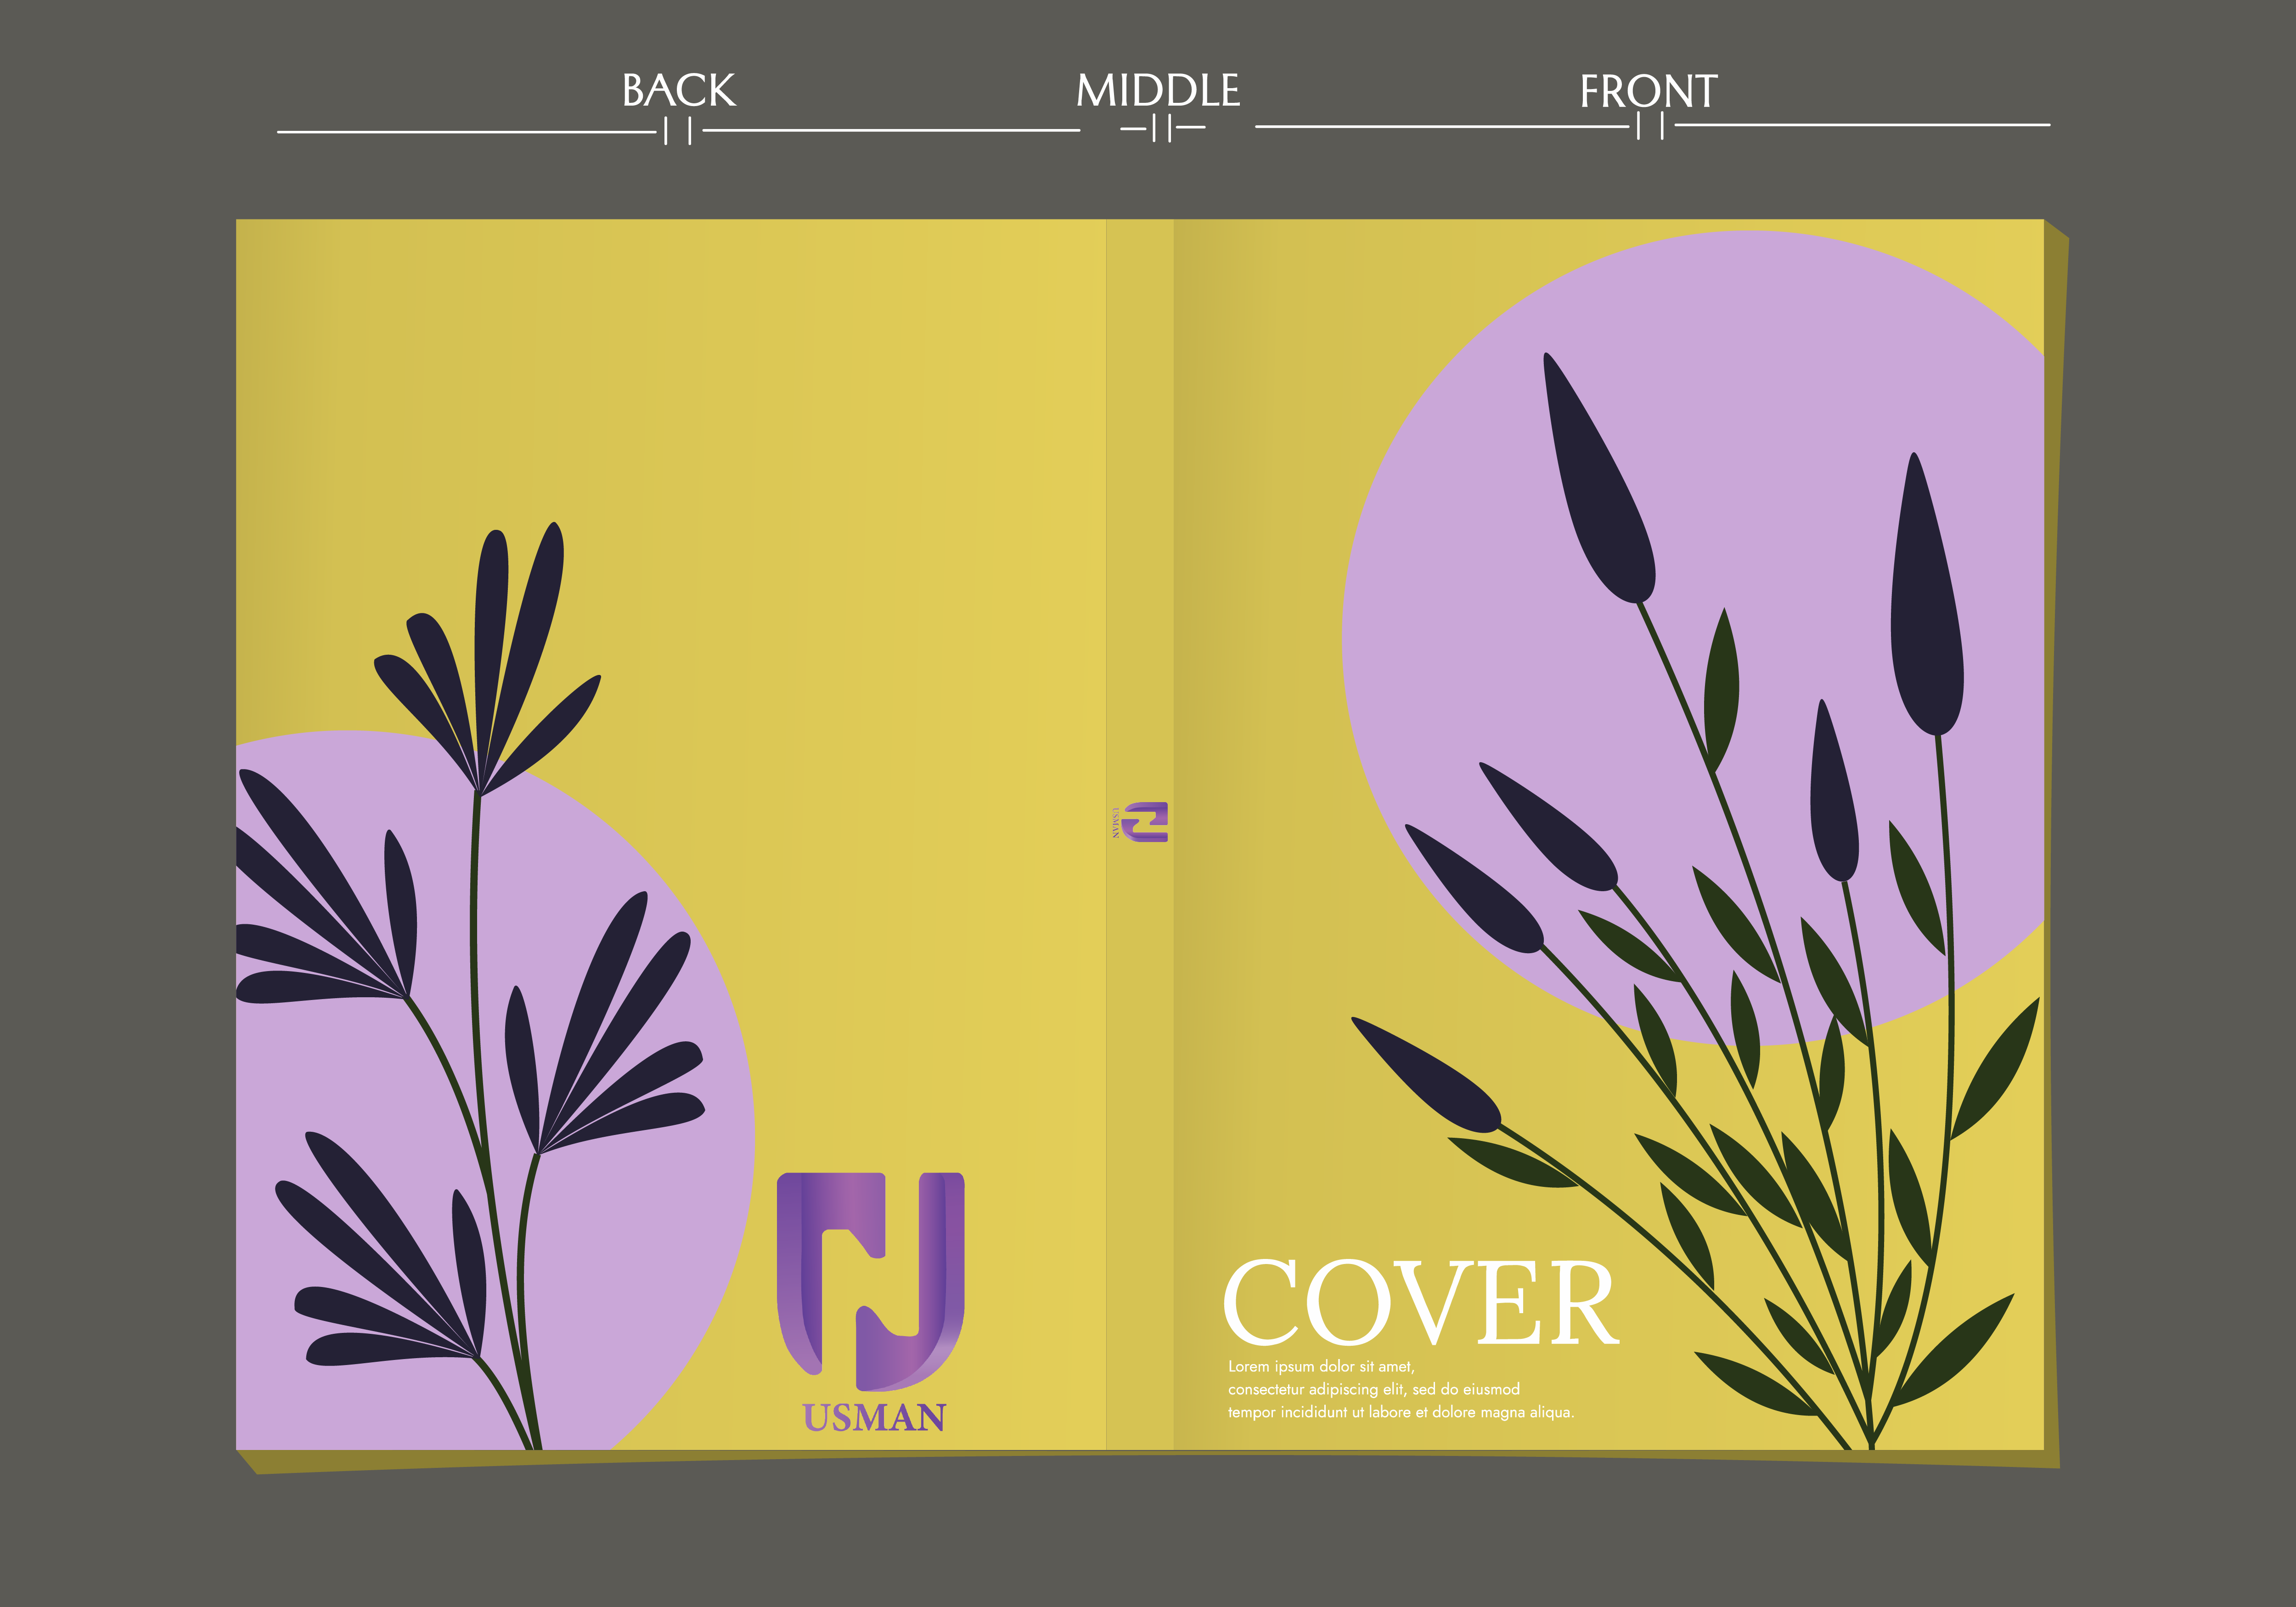 BACK
MIDDLE
FRONT
USMAN
USMAN
COVER
Lorem ipsum dolor sit amet,
consectetur adipiscing elit, sed do eiusmod
tempor incididunt ut labore et dolore magna aliqua.